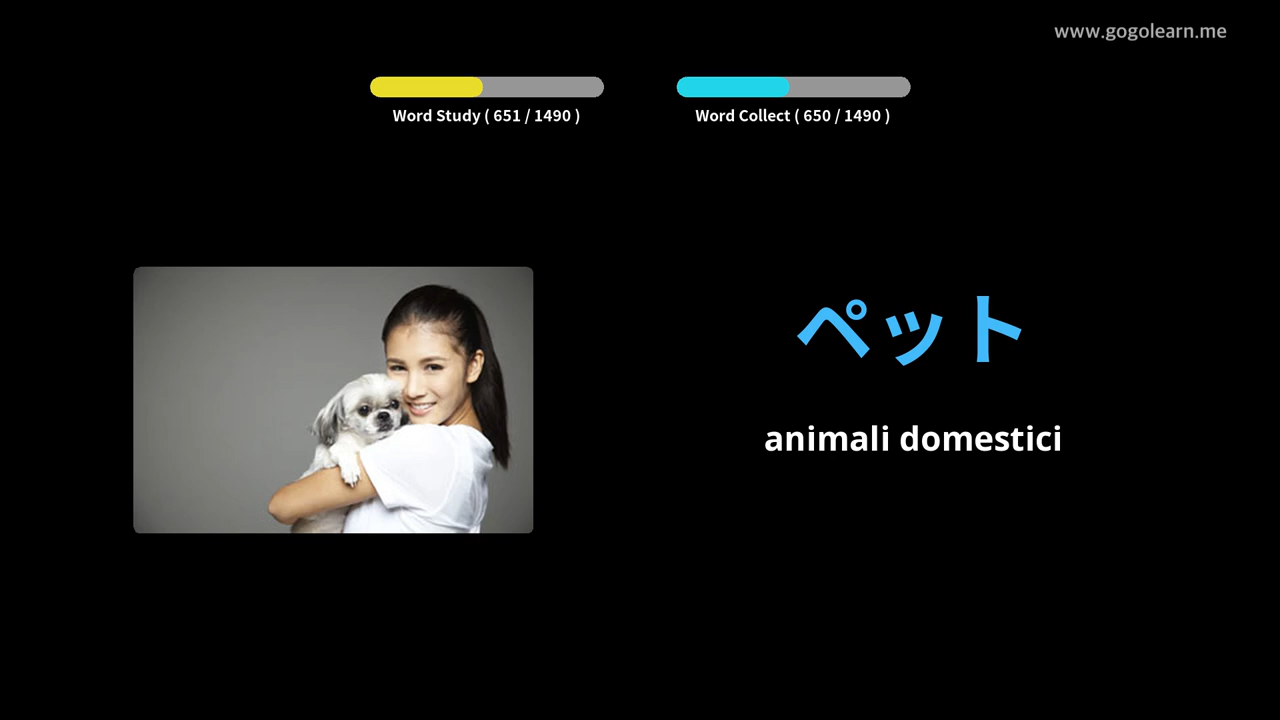 www.gogolearn.me
Word Study ( 651 / 1490 )
Word Collect ( 650 / 1490 )
ペット
animali domestici